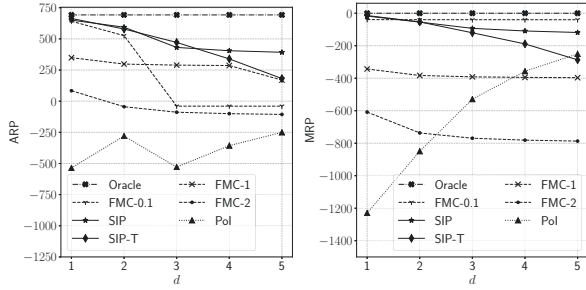 750
500
250
0
−250
−500
−750
−1000
−1250
ARP
Oracle
FMC-0.1
SIP
SIP-T
FMC-1
FMC-2
Pol
1 2 3 4 5
d
0
−200
−400
−600
−800
−1000
−1200
−1400
MRP
Oracle
FMC-0.1
SIP
SIP-T
FMC-1
FMC-2
Pol
1 2 3 4 5
d